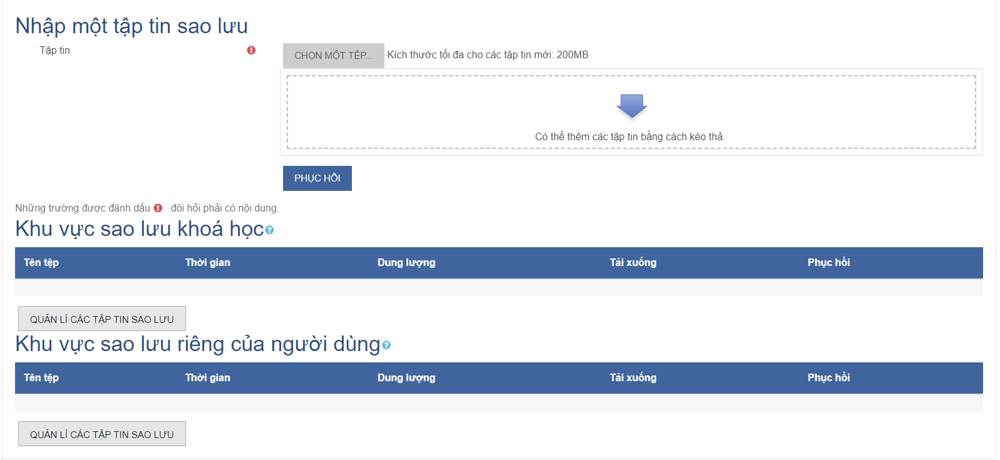 Nhập một tập tin sao lưu
Tập tin
CHỌN MỘT TỆP... Kích thước tối đa cho các tập tin mới: 200MB
Có thể thêm các tập tin bằng cách kéo thả.
PHỤC HỒI
Những trường được đánh dấu đòi hỏi phải có nội dung.
Khu vực sao lưu khoá học
Tên tệp Thời gian Dung lượng Tải xuống Phục hồi
QUẢN LÍ CÁC TẬP TIN SAO LƯU
Khu vực sao lưu riêng của người dùng
Tên tệp Thời gian Dung lượng Tải xuống Phục hồi
QUẢN LÍ CÁC TẬP TIN SAO LƯU